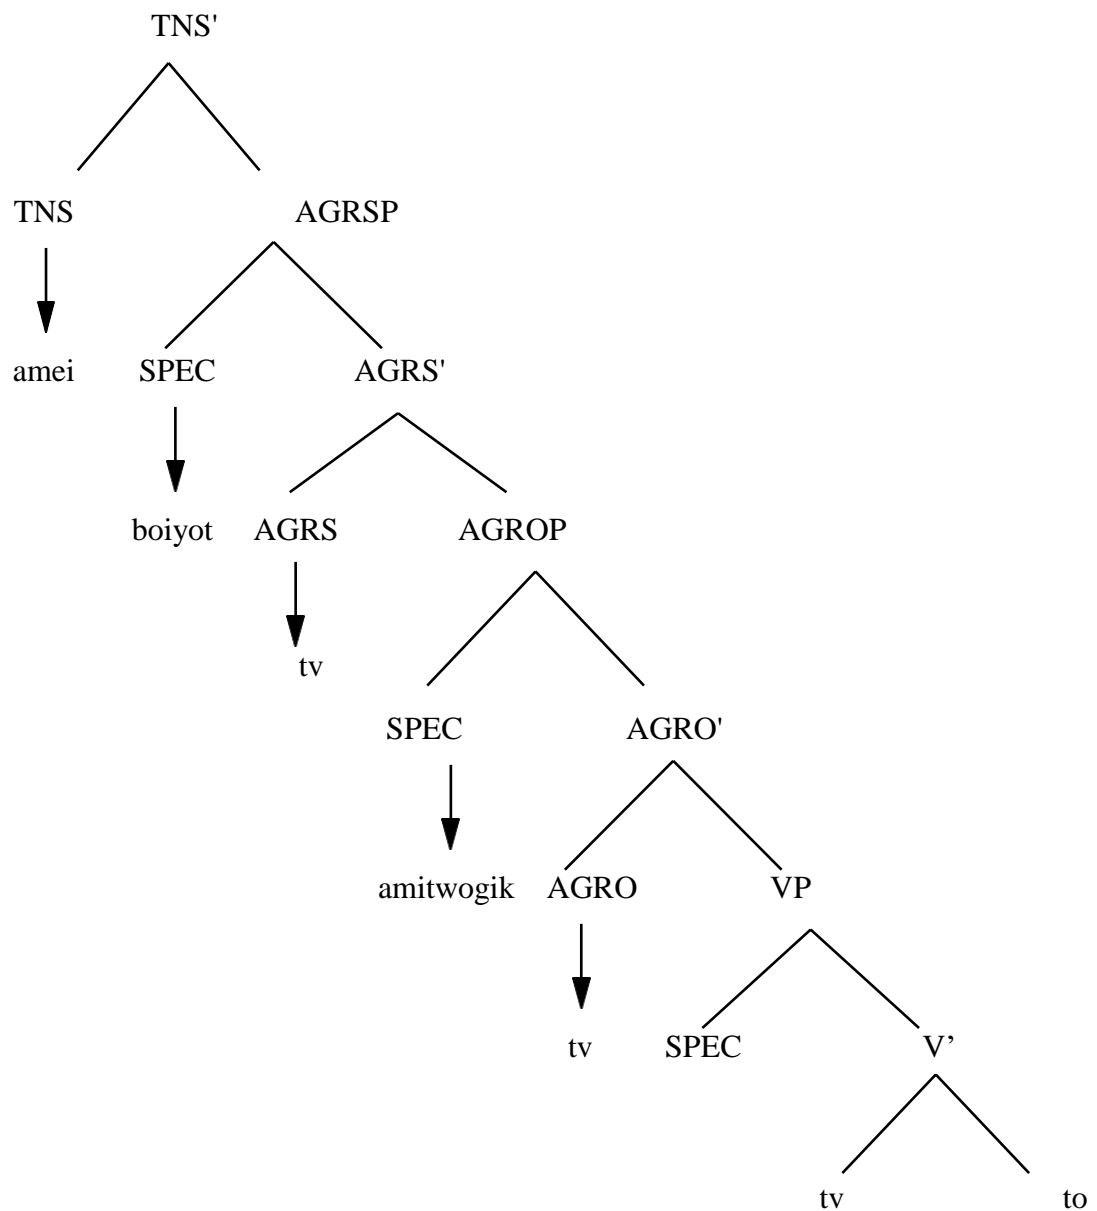 TNS'
TNS AGRSP
amei SPEC AGRS'
boiyot AGRS AGROP
tv
SPEC AGRO'
amitwogik AGRO VP
tv SPEC V’
tv to